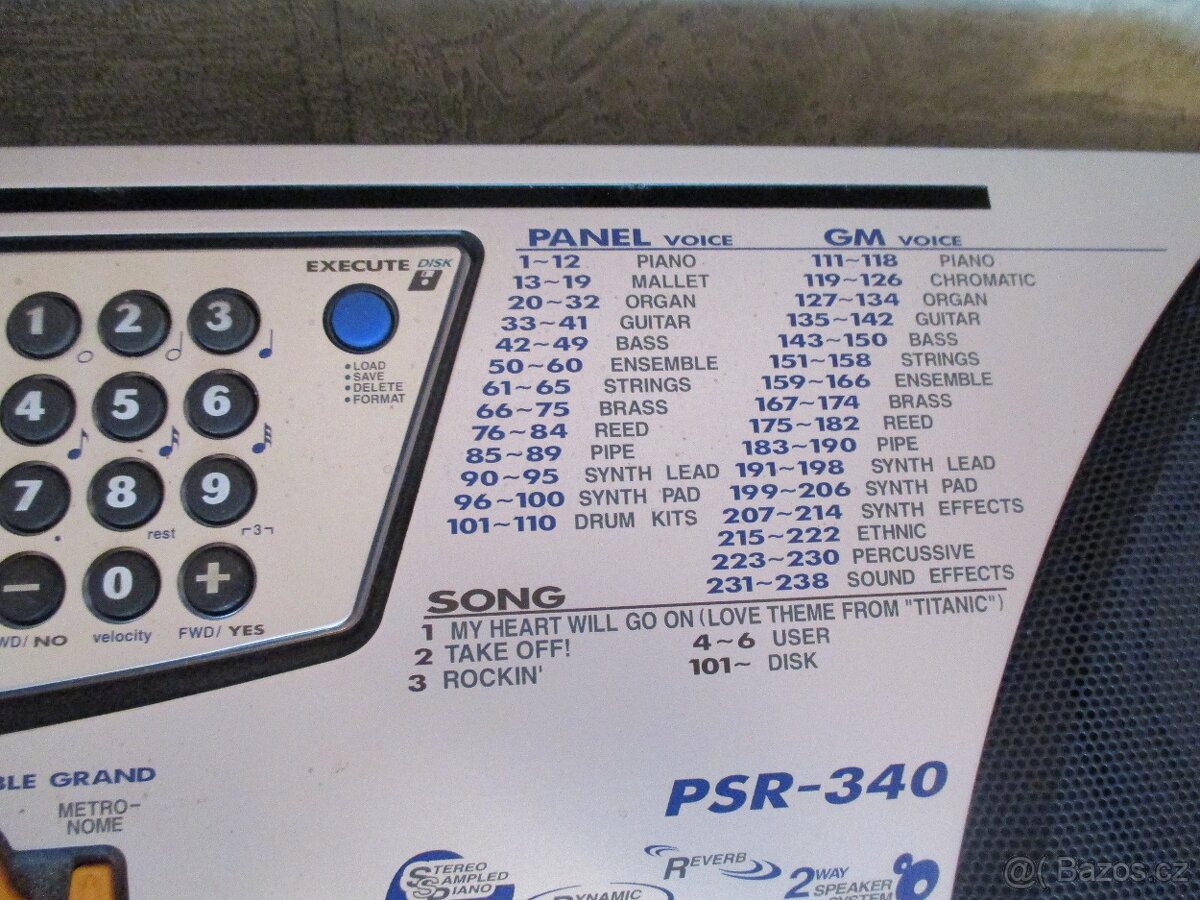 PANEL VOICE
1~12 PIANO
13~19 MALLET
20~32 ORGAN
33~41 GUITAR
42~49 BASS
50~60 ENSEMBLE
61~65 STRINGS
66~75 BRASS
76~84 REED
85~89 PIPE
90~95 SYNTH LEAD
96~100 SYNTH PAD
101~110 DRUM KITS
GM VOICE
111~118 PIANO
119~126 CHROMATIC
127~134 ORGAN
135~142 GUITAR
143~150 BASS
151~158 STRINGS
159~166 ENSEMBLE
167~174 BRASS
175~182 REED
183~190 PIPE
191~198 SYNTH LEAD
199~206 SYNTH PAD
207~214 SYNTH EFFECTS
215~222 ETHNIC
223~230 PERCUSSIVE
231~238 SOUND EFFECTS
EXECUTE DISK
• LOAD
• SAVE
• DELETE
• FORMAT
1 2 3
4 5 6
7 8 9
rest 3
− 0 +
WD/ NO velocity FWD/ YES
SONG
1 MY HEART WILL GO ON (LOVE THEME FROM "TITANIC")
2 TAKE OFF!
3 ROCKIN'
4~6 USER
101~ DISK
BLE GRAND
METRO-
NOME
PSR-340
STEREO
SAMPLED
PIANO
DYNAMIC
REVERB
2WAY
SPEAKER
SYSTEM
@( Bazos.cz